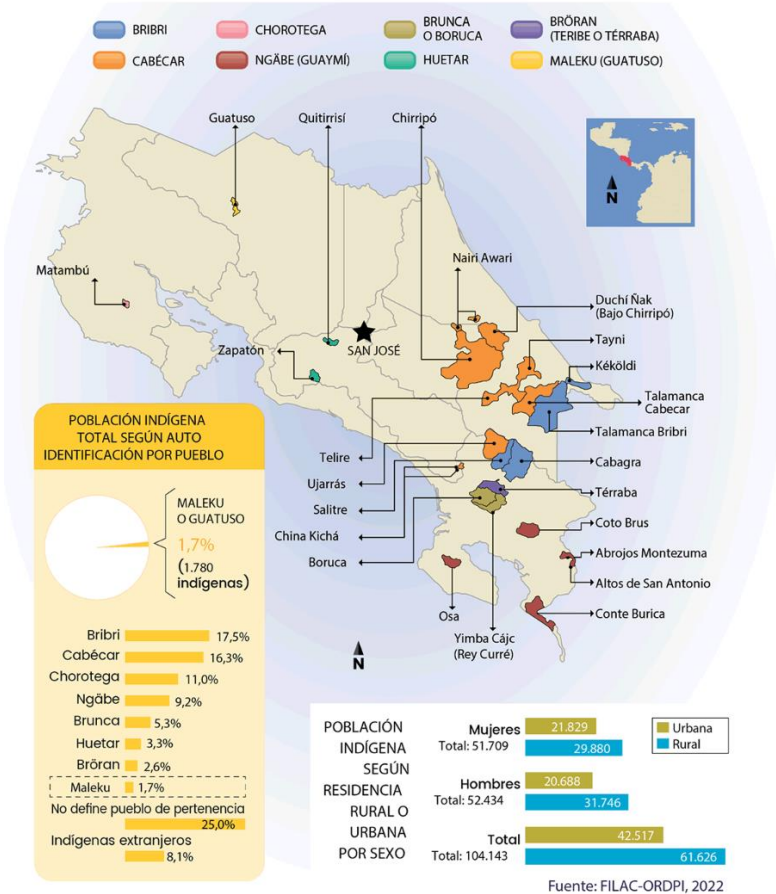 BRIBRI
CHOROTEGA
BRUNCA
O BORUCA
BRÖRAN
(TERIBE O TÉRRABA)
CABÉCAR
NGÄBE (GUAYMÍ)
HUETAR
MALEKU (GUATUSO)
Guatuso
Quitirrisí
Chirripó
N
Nairi Awari
Matambú
Duchí Ñak
(Bajo Chirripó)
Tayni
SAN JOSÉ
Zapatón
Kéköldi
Talamanca
Cabecar
Talamanca Bribri
Telire
Cabagra
Ujarrás
Salitre
Térraba
China Kichá
Coto Brus
Boruca
Abrojos Montezuma
Altos de San Antonio
Osa
Conte Burica
Yimba Cájc
(Rey Curré)
N
POBLACIÓN INDÍGENA
TOTAL SEGÚN AUTO
IDENTIFICACIÓN POR PUEBLO
MALEKU
O GUATUSO
1,7%
(1.780
indígenas)
Bribri 17,5%
Cabécar 16,3%
Chorotega 11,0%
Ngäbe 9,2%
Brunca 5,3%
Huetar 3,3%
Bröran 2,6%
Maleku 1,7%
No define pueblo de pertenencia
25,0%
Indígenas extranjeros
8,1%
POBLACIÓN
INDÍGENA
SEGÚN
RESIDENCIA
RURAL O
URBANA
POR SEXO
Mujeres 21.829
Total: 51.709 29.880
Hombres 20.688
Total: 52.434 31.746
Total 42.517
Total: 104.143 61.626
Urbana
Rural
Fuente: FILAC-ORDPI, 2022